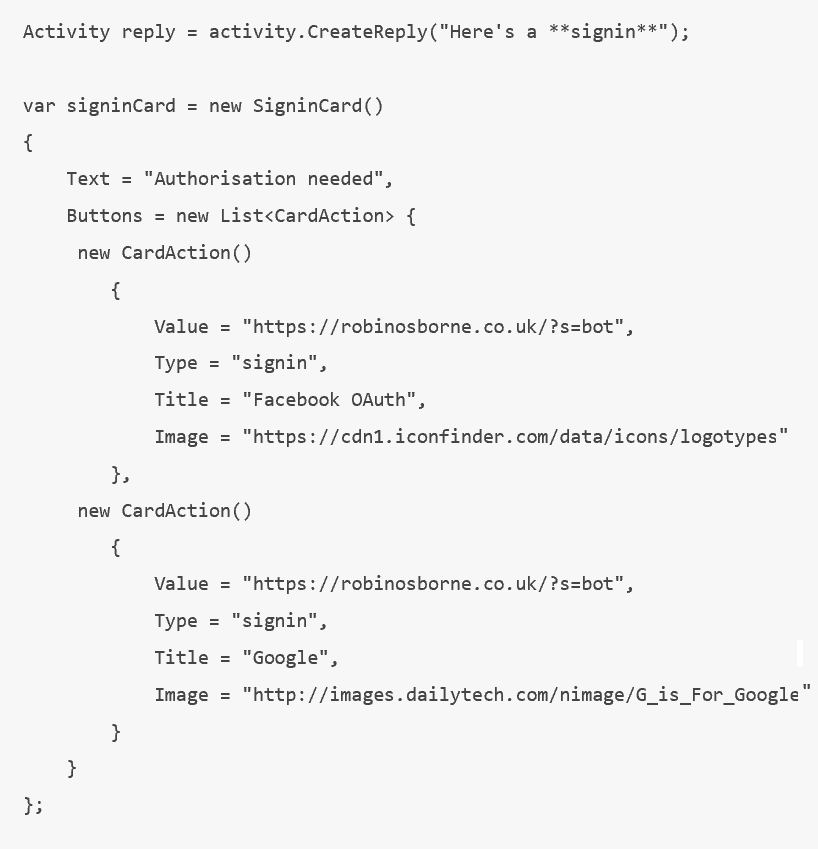 Activity reply = activity.CreateReply("Here's a **signin**");
var signinCard = new SigninCard()
{
Text = "Authorisation needed",
Buttons = new List<CardAction> {
new CardAction()
{
Value = "https://robinosborne.co.uk/?s=bot",
Type = "signin",
Title = "Facebook OAuth",
Image = "https://cdn1.iconfinder.com/data/icons/logotypes"
},
new CardAction()
{
Value = "https://robinosborne.co.uk/?s=bot",
Type = "signin",
Title = "Google",
Image = "http://images.dailytech.com/nimage/G_is_For_Google"
}
}
};